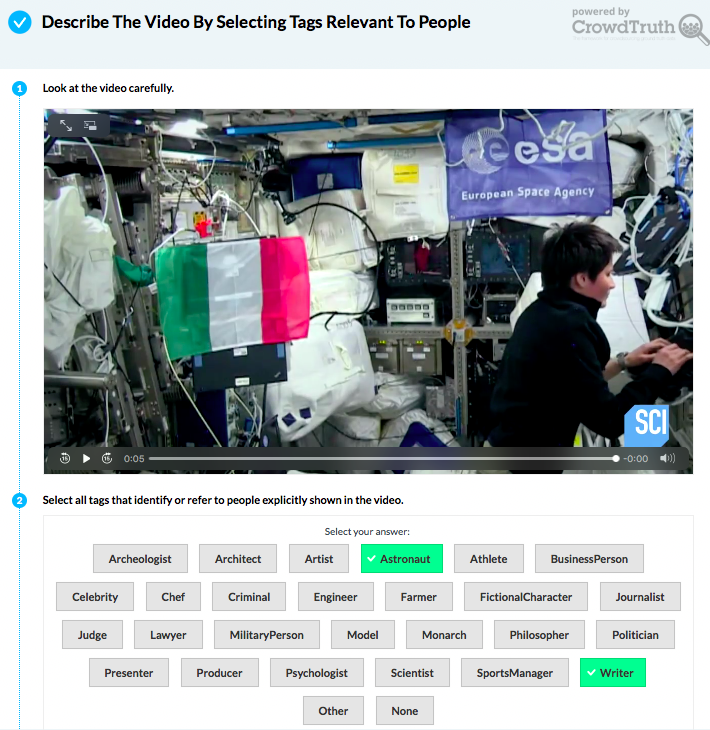 Describe The Video By Selecting Tags Relevant To People
powered by
CrowdTruth
1
Look at the video carefully.
esa
European Space Agency
SCI
15
15
0:05
-0:00
2
Select all tags that identify or refer to people explicitly shown in the video.
Select your answer:
Archeologist Architect Artist Astronaut Athlete BusinessPerson
Celebrity Chef Criminal Engineer Farmer FictionalCharacter Journalist
Judge Lawyer MilitaryPerson Model Monarch Philosopher Politician
Presenter Producer Psychologist Scientist SportsManager Writer
Other None